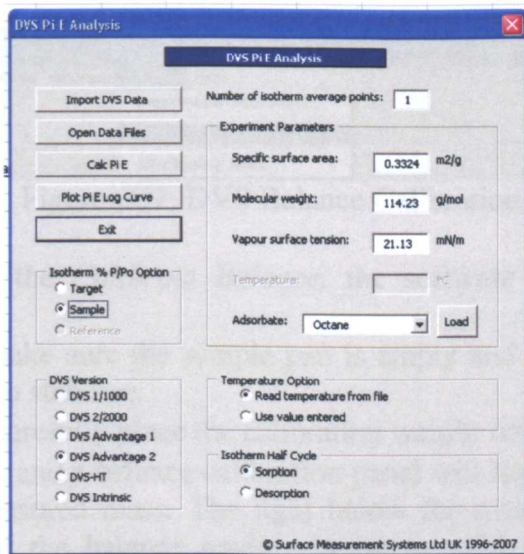 DVS Pi E Analysis
DVS Pi E Analysis
Import DVS Data
Open Data Files
Calc Pi E
Plot Pi E Log Curve
Exit
Number of isotherm average points: 1
Experiment Parameters
Specific surface area: 0.3324 m2/g
Molecular weight: 114.23 g/mol
Vapour surface tension: 21.13 mN/m
Temperature:
Adsorbate: Octane Load
Isotherm % P/Po Option
Target
Sample
Reference
DVS Version
DVS 1/1000
DVS 2/2000
DVS Advantage 1
DVS Advantage 2
DVS-HT
DVS Intrinsic
Temperature Option
Read temperature from file
Use value entered
Isotherm Half Cycle
Sorption
Desorption
© Surface Measurement Systems Ltd UK 1996-2007